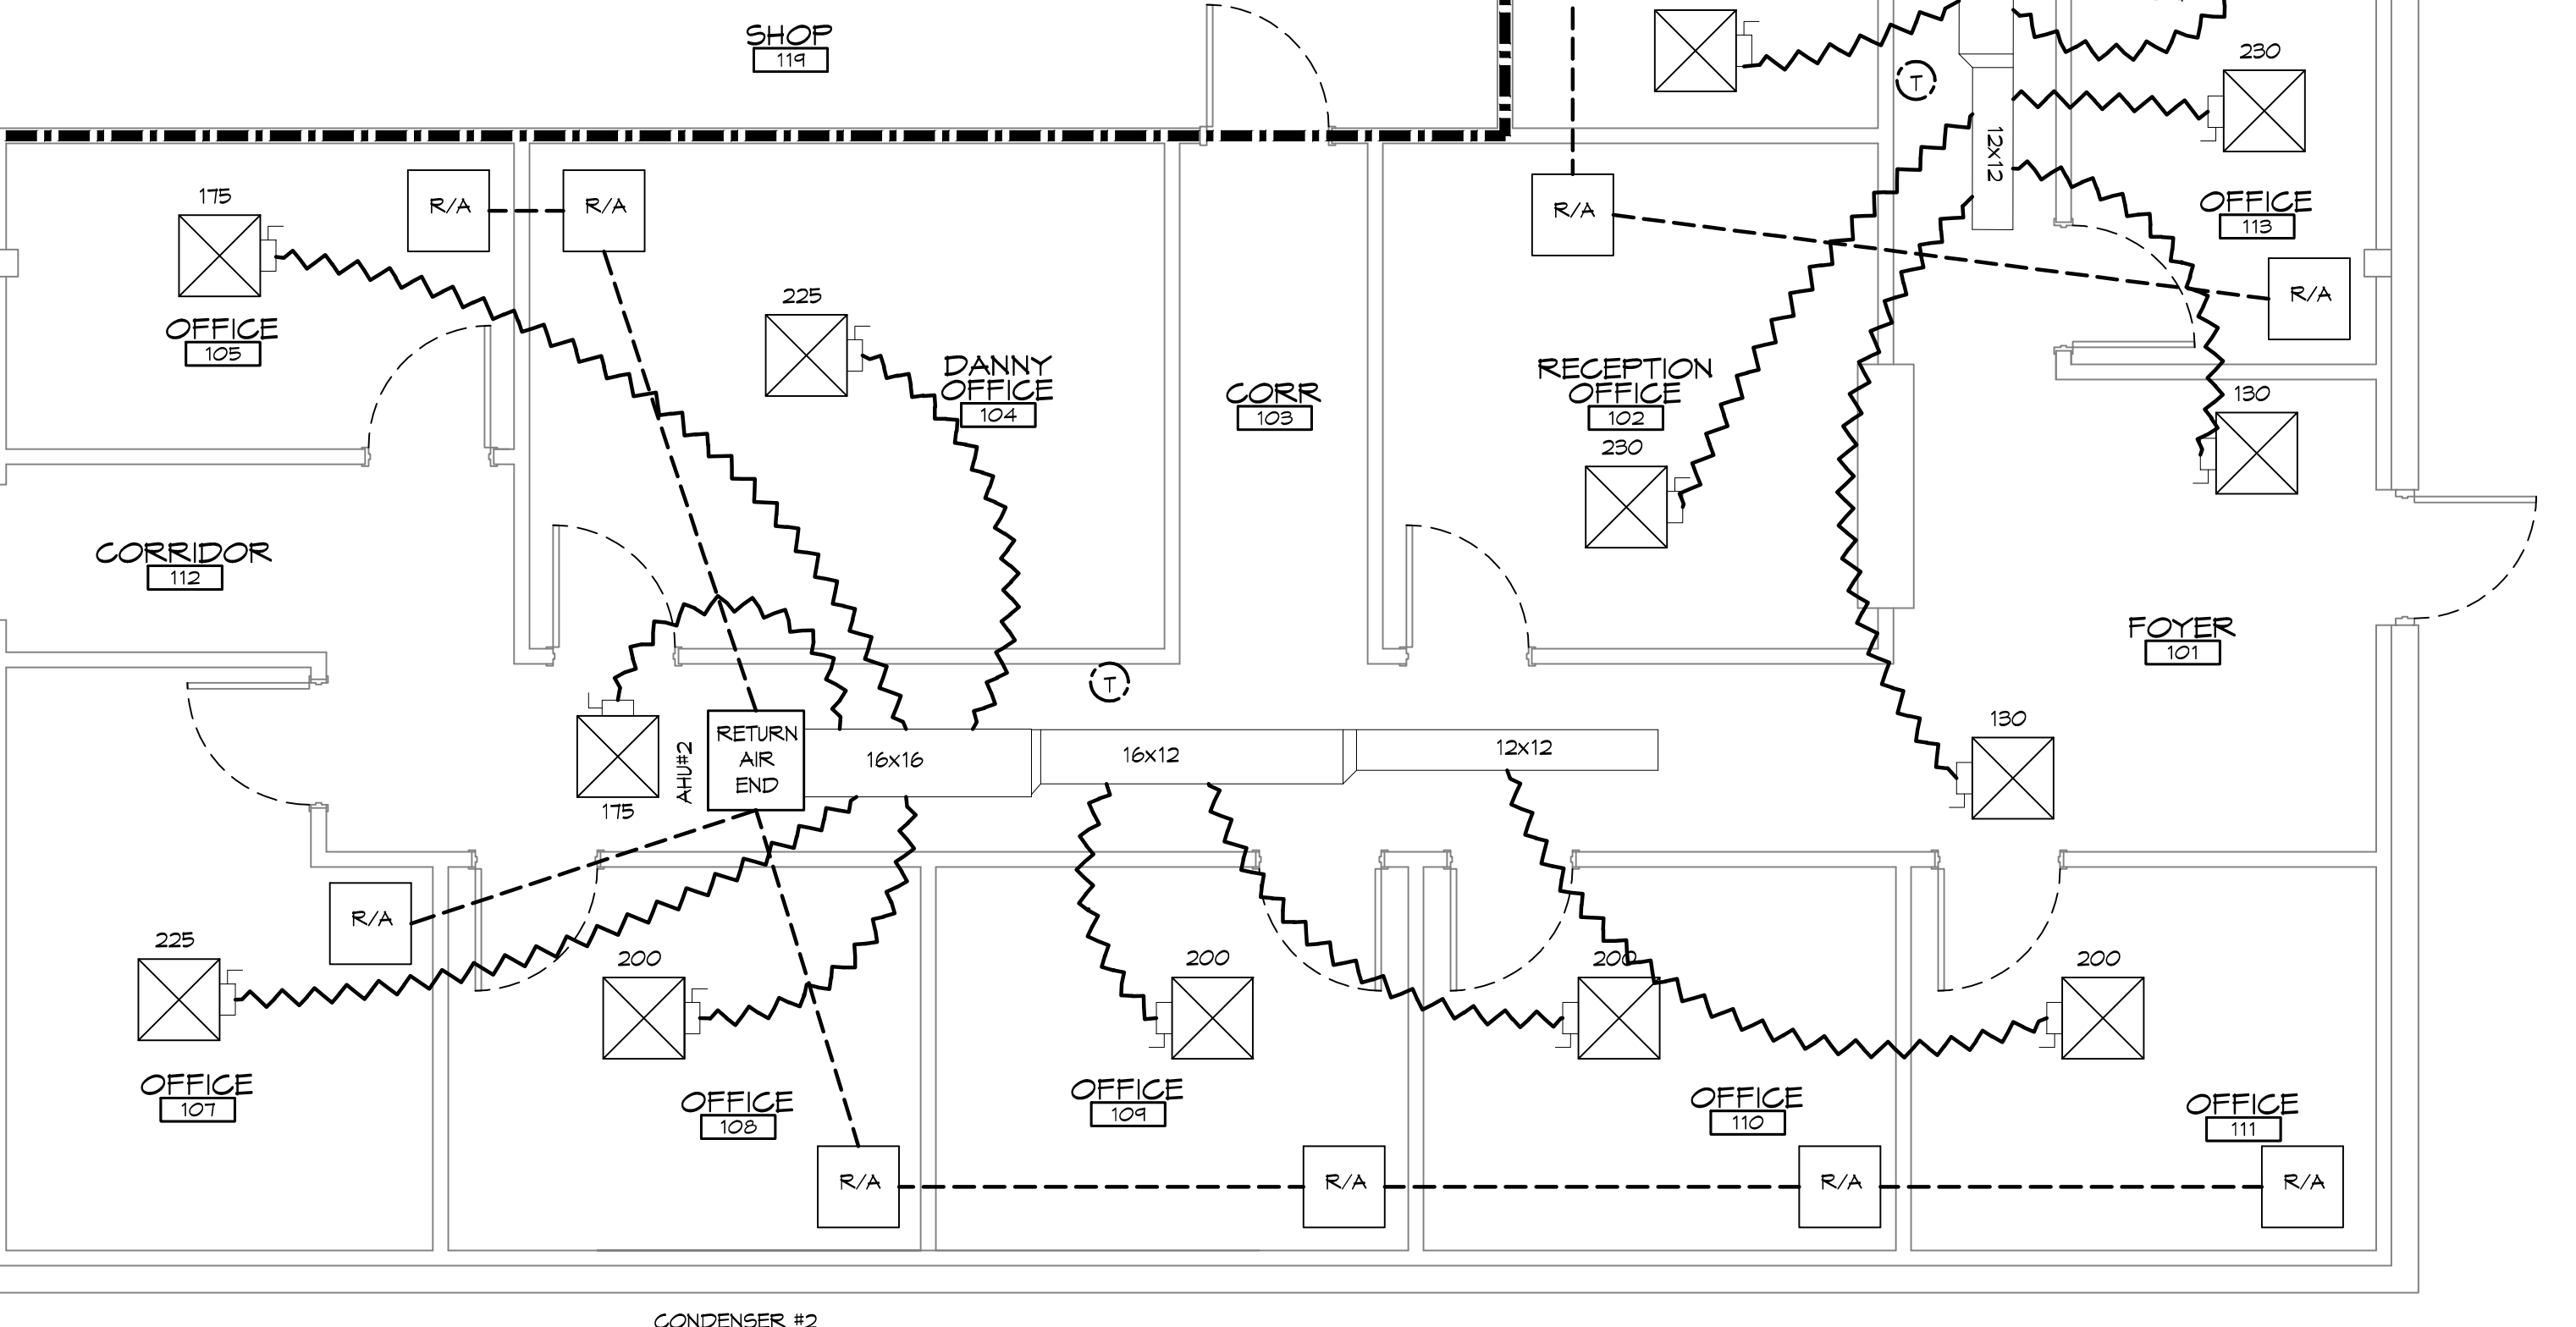 SHOP
119
230
T
12x12
175
R/A
R/A
R/A
OFFICE
113
225
R/A
OFFICE
105
DANNY
OFFICE
104
CORR
103
RECEPTION
OFFICE
102
230
130
CORRIDOR
112
FOYER
101
T
130
AHU#2
RETURN
AIR
END
16x16
16x12
12x12
175
R/A
225
200
200
200
200
OFFICE
107
OFFICE
108
OFFICE
109
OFFICE
110
OFFICE
111
R/A
R/A
R/A
R/A
CONDENSER #2